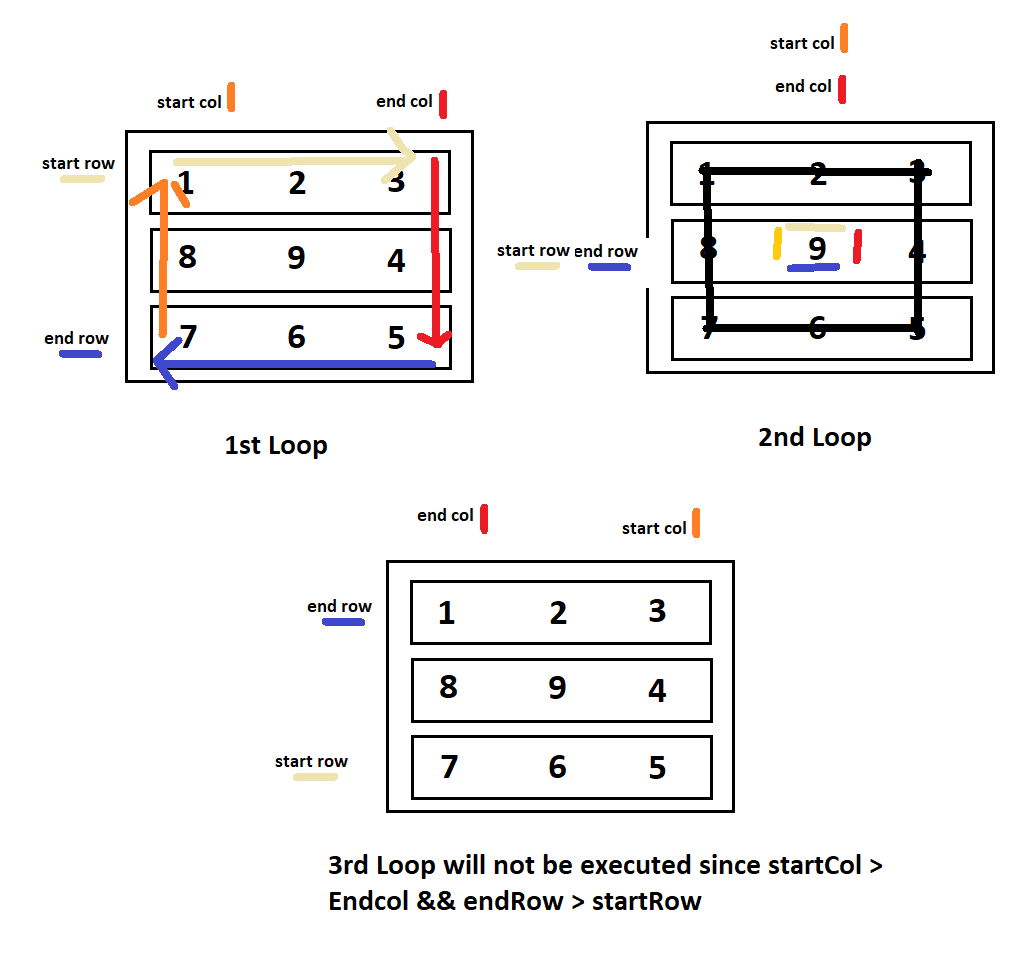 start col
end col
start row
1 2 3
8 9 4
end row
7 6 5
1st Loop
start col
end col
1 2 3
start row end row
8 9 4
7 6 5
2nd Loop
end col
start col
end row
1 2 3
8 9 4
start row
7 6 5
3rd Loop will not be executed since startCol >
Endcol && endRow > startRow